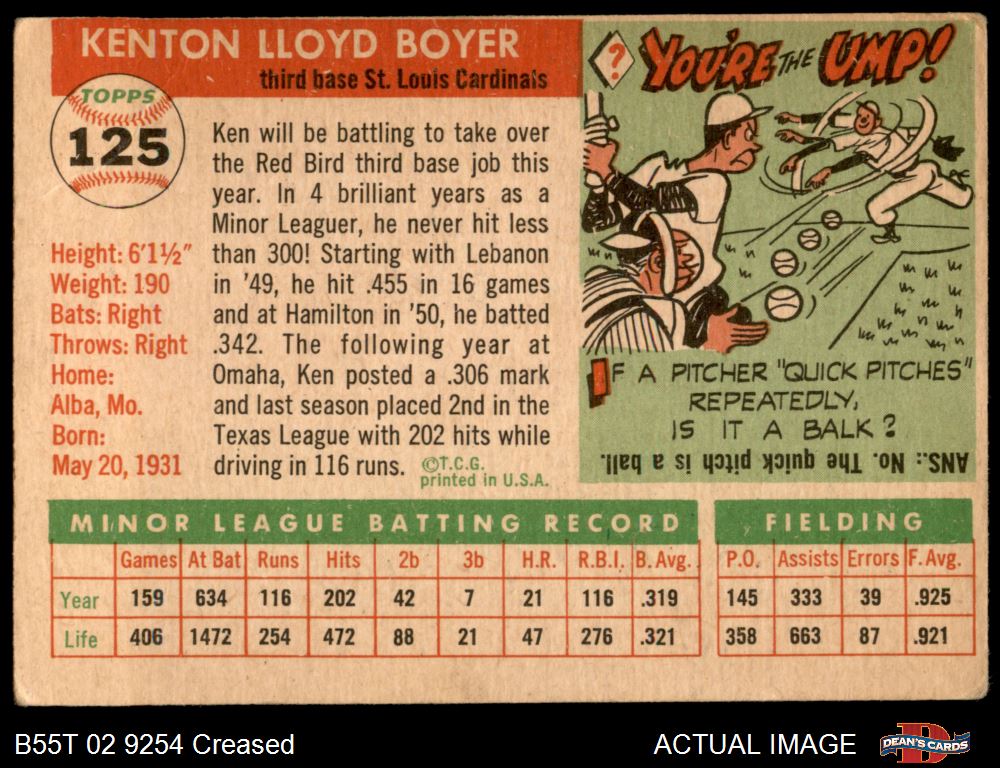 KENTON LLOYD BOYER
third base St. Louis Cardinals
TOPPS
125
Height: 6'1½"
Weight: 190
Bats: Right
Throws: Right
Home:
Alba, Mo.
Born:
May 20, 1931
Ken will be battling to take over
the Red Bird third base job this
year. In 4 brilliant years as a
Minor Leaguer, he never hit less
than 300! Starting with Lebanon
in '49, he hit .455 in 16 games
and at Hamilton in '50, he batted
.342. The following year at
Omaha, Ken posted a .306 mark
and last season placed 2nd in the
Texas League with 202 hits while
driving in 116 runs.
©T.C.G.
printed in U.S.A.
?
YOU'RE THE UMP!
IF A PITCHER "QUICK PITCHES"
REPEATEDLY,
IS IT A BALK?
ANS.: No. The quick pitch is a ball.
MINOR LEAGUE BATTING RECORD
Games At Bat Runs Hits 2b 3b H.R. R.B.I. B. Avg.
Year 159 634 116 202 42 7 21 116 .319
Life 406 1472 254 472 88 21 47 276 .321
FIELDING
P.O. Assists Errors F. Avg.
145 333 39 .925
358 663 87 .921
B55T 02 9254 Creased
ACTUAL IMAGE
DEAN'S CARDS